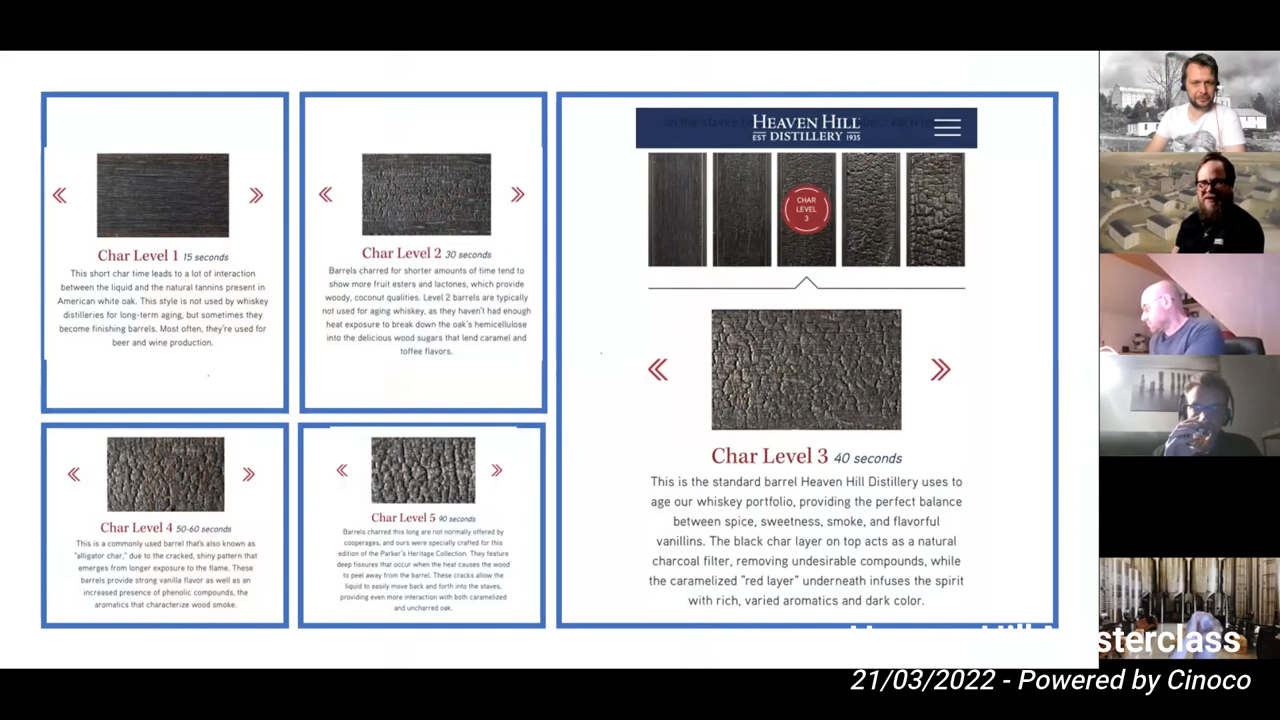 Char Level 1 15 seconds
This short char time leads to a lot of interaction
between the liquid and the natural tannins present in
American white oak. This style is not used by whiskey
distilleries for long-term aging, but sometimes they
become finishing barrels. Most often, they're used for
beer and wine production.
Char Level 2 30 seconds
Barrels charred for shorter amounts of time tend to
show more fruit esters and lactones, which provide
woody, coconut qualities. Level 2 barrels are typically
not used for aging whiskey, as they haven't had enough
heat exposure to break down the oak's hemicellulose
into the delicious wood sugars that lend caramel and
toffee flavors.
HEAVEN HILL
EST DISTILLERY 1935
CHAR
LEVEL
3
Char Level 3 40 seconds
This is the standard barrel Heaven Hill Distillery uses to
age our whiskey portfolio, providing the perfect balance
between spice, sweetness, smoke, and flavorful
vanillins. The black char layer on top acts as a natural
charcoal filter, removing undesirable compounds, while
the caramelized "red layer" underneath infuses the spirit
with rich, varied aromatics and dark color.
Char Level 4 50-60 seconds
This is a commonly used barrel that's also known as
"alligator char," due to the cracked, shiny pattern that
emerges from longer exposure to the flame. These
barrels provide strong vanilla flavor as well as an
increased presence of phenolic compounds, the
aromatics that characterize wood smoke.
Char Level 5 90 seconds
Barrels charred this long are not normally offered by
cooperages, and ours were specially crafted for this
edition of the Parker's Heritage Collection. They feature
deep fissures that occur when the heat causes the wood
to peel away from the barrel. These cracks allow the
liquid to easily move back and forth into the staves,
providing even more interaction with both caramelized
and uncharred oak.
sterclass
21/03/2022 - Powered by Cinoco